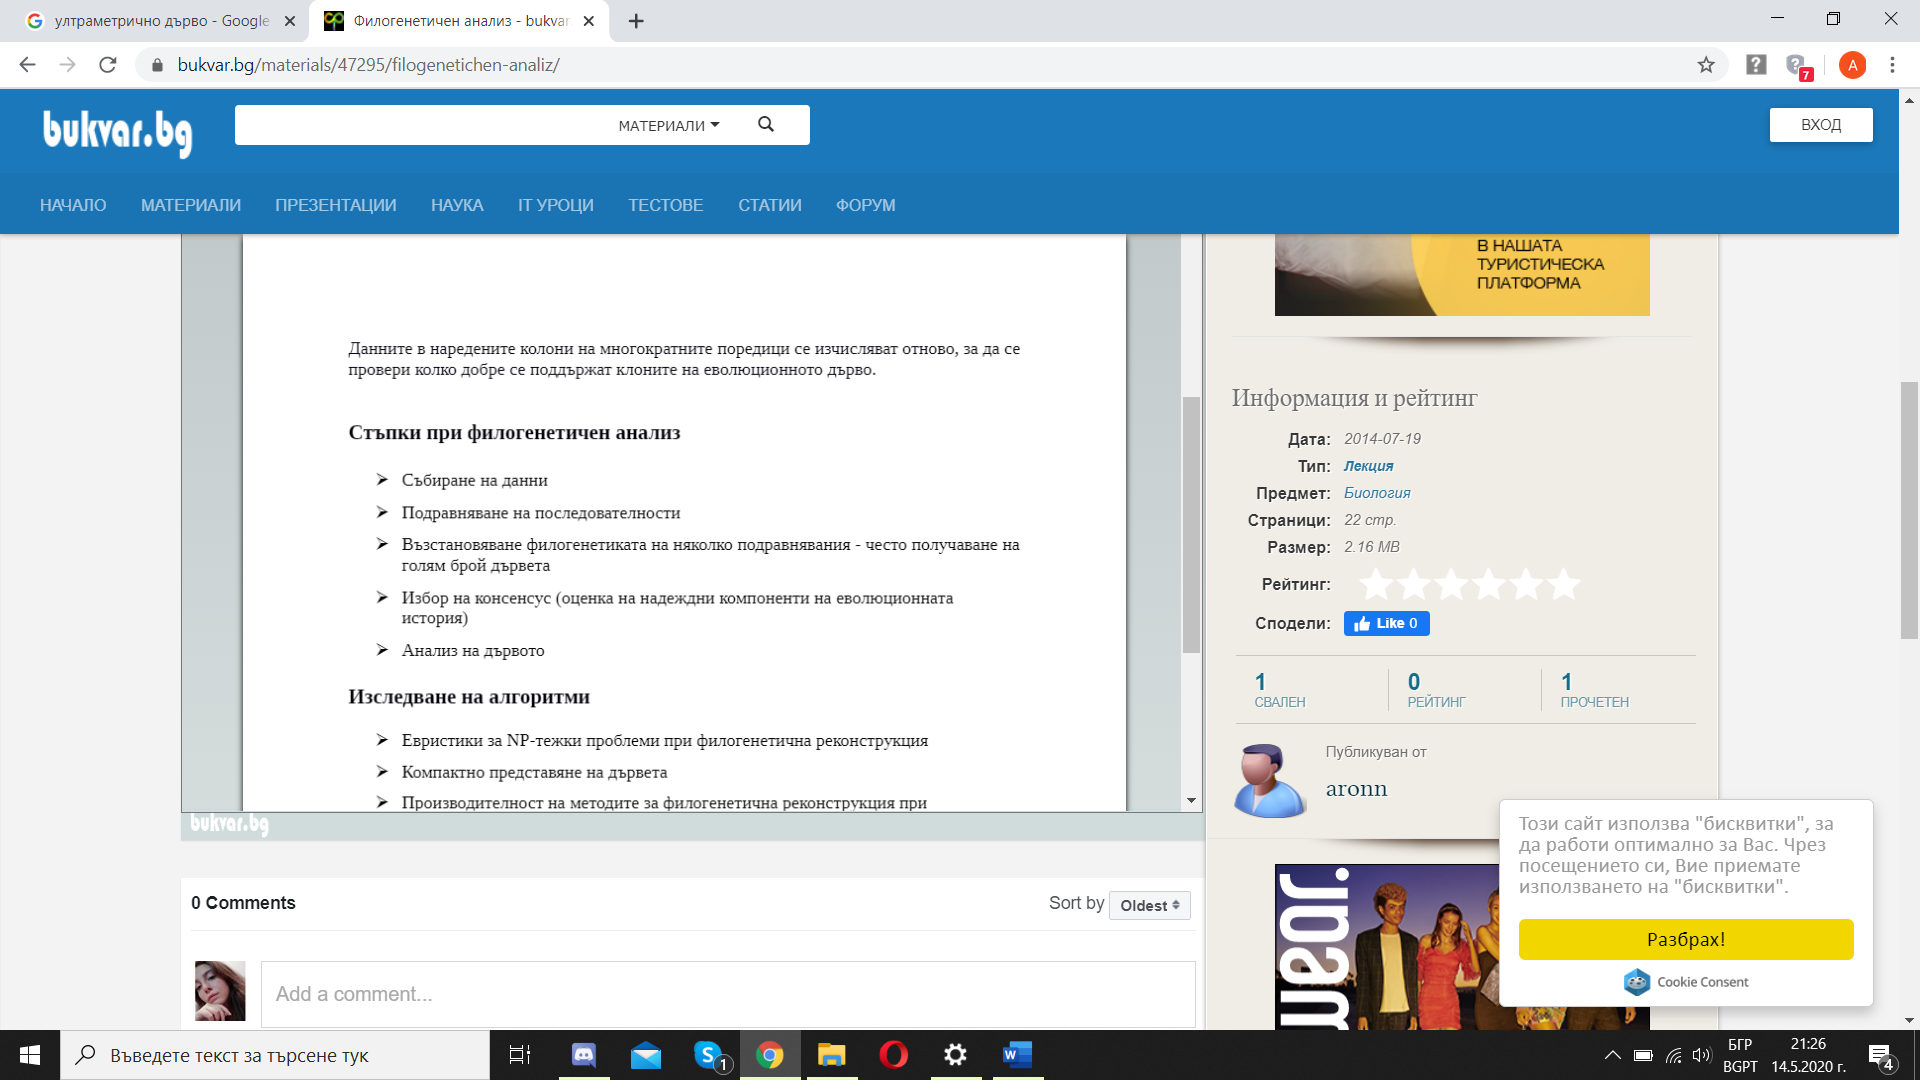 ултраметрично дърво - Google
Филогенетичен анализ - bukvar
bukvar.bg/materials/47295/filogenetichen-analiz/
7
A
bukvar.bg
МАТЕРИАЛИ
ВХОД
НАЧАЛО МАТЕРИАЛИ ПРЕЗЕНТАЦИИ НАУКА IT УРОЦИ ТЕСТОВЕ СТАТИИ ФОРУМ
Данните в наредените колони на многократните поредици се изчисляват отново, за да се
провери колко добре се поддържат клоните на еволюционното дърво.
Стъпки при филогенетичен анализ
Събиране на данни
Подравняване на последователности
Възстановяване филогенетиката на няколко подравнявания - често получаване на
голям брой дървета
Избор на консенсус (оценка на надеждни компоненти на еволюционната
история)
Анализ на дървото
Изследване на алгоритми
Евристики за NP-тежки проблеми при филогенетична реконструкция
Компактно представяне на дървета
Производителност на методите за филогенетична реконструкция при
bukvar.bg
В НАШАТА
ТУРИСТИЧЕСКА
ПЛАТФОРМА
Информация и рейтинг
Дата: 2014-07-19
Тип: Лекция
Предмет: Биология
Страници: 22 стр.
Размер: 2.16 MB
Рейтинг:
Сподели: Like 0
1 0 1
СВАЛЕН РЕЙТИНГ ПРОЧЕТЕН
Публикуван от
aronn
Този сайт използва "бисквитки", за
да работи оптимално за Вас. Чрез
посещението си, Вие приемате
използването на "бисквитки".
Разбрах!
Cookie Consent
0 Comments
Sort by Oldest
Add a comment...
Въведете текст за търсене тук
1
БГР
BGPT
21:26
14.5.2020 г.
4